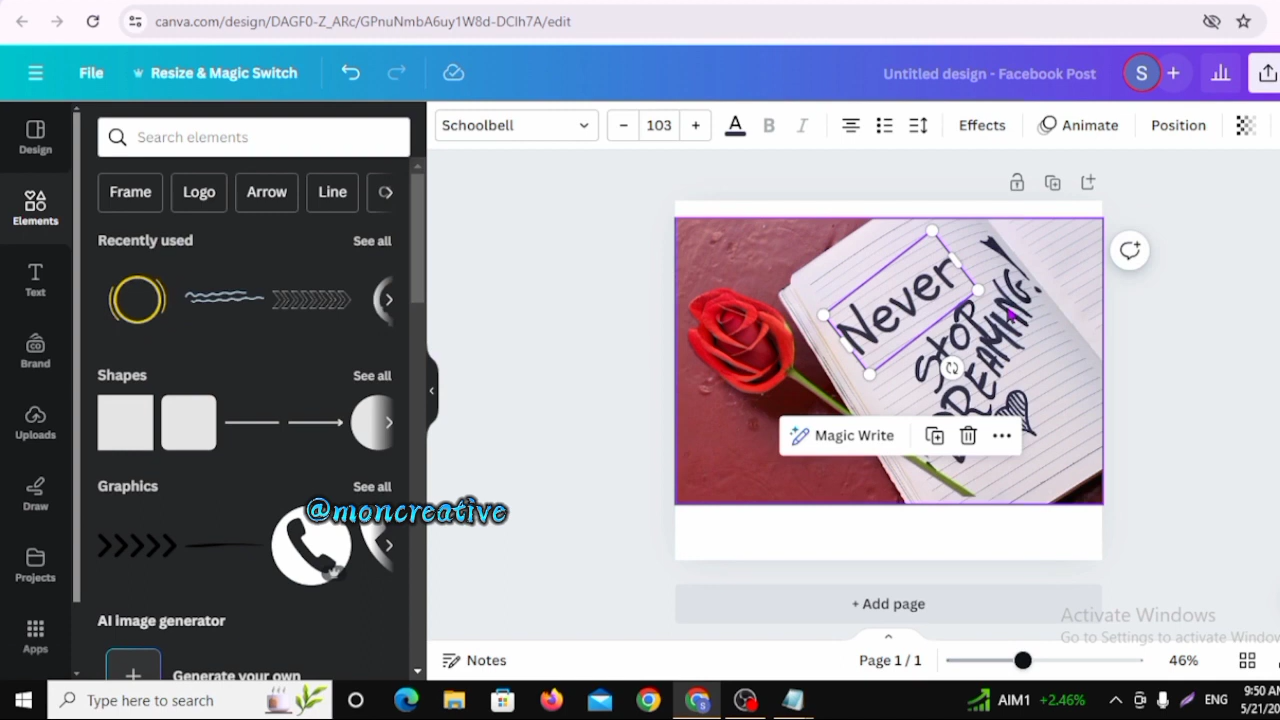 canva.com/design/DAGF0-Z_ARc/GPnuNmbA6uy1W8d-DClh7A/edit
File
Resize & Magic Switch
Untitled design - Facebook Post
S
Design
Elements
Text
Brand
Uploads
Draw
Projects
Apps
Search elements
Frame
Logo
Arrow
Line
Recently used
See all
Shapes
See all
Graphics
See all
@moncreative
AI image generator
Generate your own
Schoolbell
103
A
B
I
Effects
Animate
Position
Never
STOP
DREAMING!
Magic Write
+ Add page
Activate Windows
Go to Settings to activate Window
Notes
Page 1 / 1
46%
Type here to search
AIM1 +2.46%
ENG
9:50 A
5/21/20